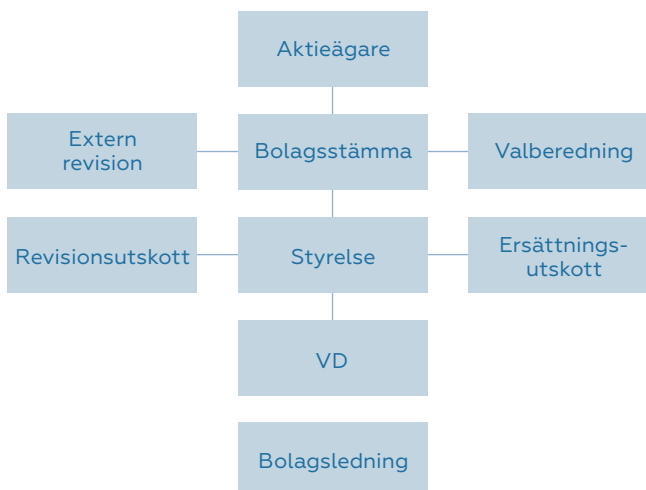 Aktieägare
Extern
revision
Bolagsstämma
Valberedning
Revisionsutskott
Styrelse
Ersättnings-
utskott
VD
Bolagsledning